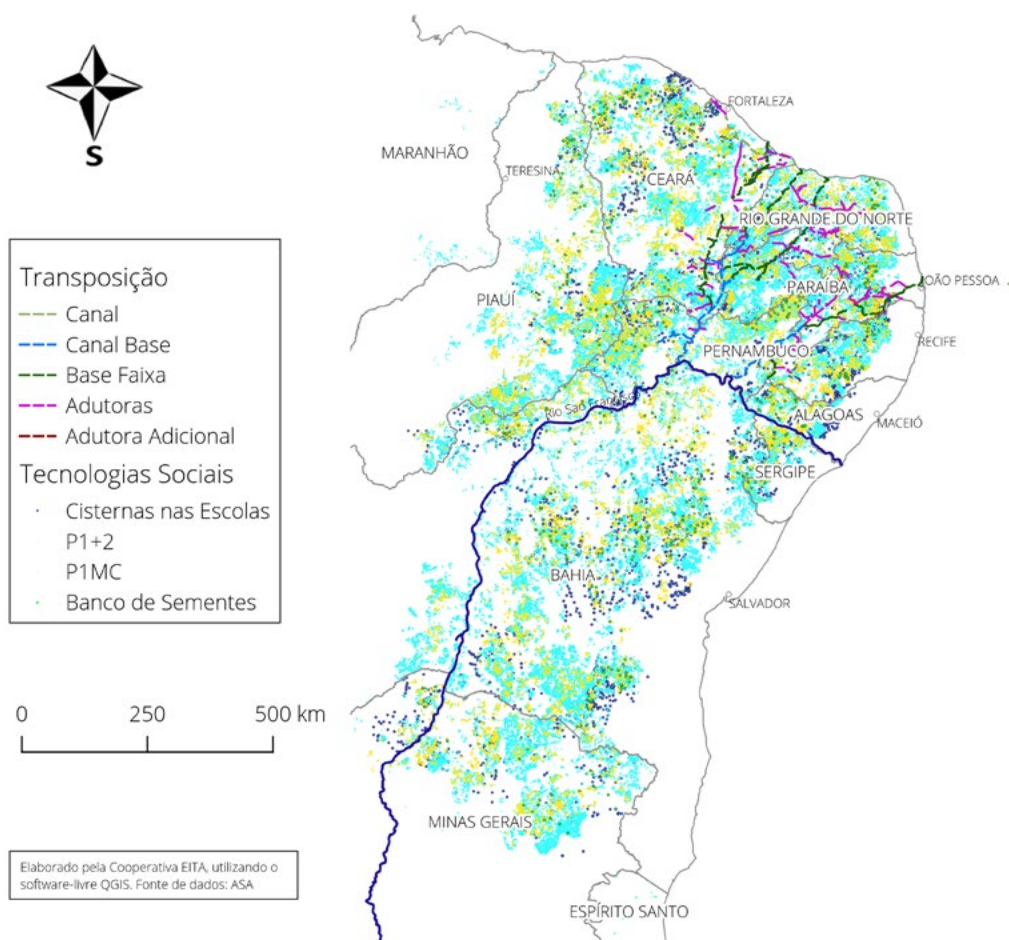 S
FORTALEZA
MARANHÃO
TERESINA
CEARÁ
RIO GRANDE DO NORTE
PIAUÍ
PARAÍBA
JOÃO PESSOA
PERNAMBUCO
RECIFE
Rio São Francisco
ALAGOAS
MACEIÓ
SERGIPE
BAHIA
SALVADOR
MINAS GERAIS
ESPÍRITO SANTO
Transposição
Canal
Canal Base
Base Faixa
Adutoras
Adutora Adicional
Tecnologias Sociais
Cisternas nas Escolas
P1+2
P1MC
Banco de Sementes
0 250 500 km
Elaborado pela Cooperativa EITA, utilizando o
software-livre QGIS. Fonte de dados: ASA